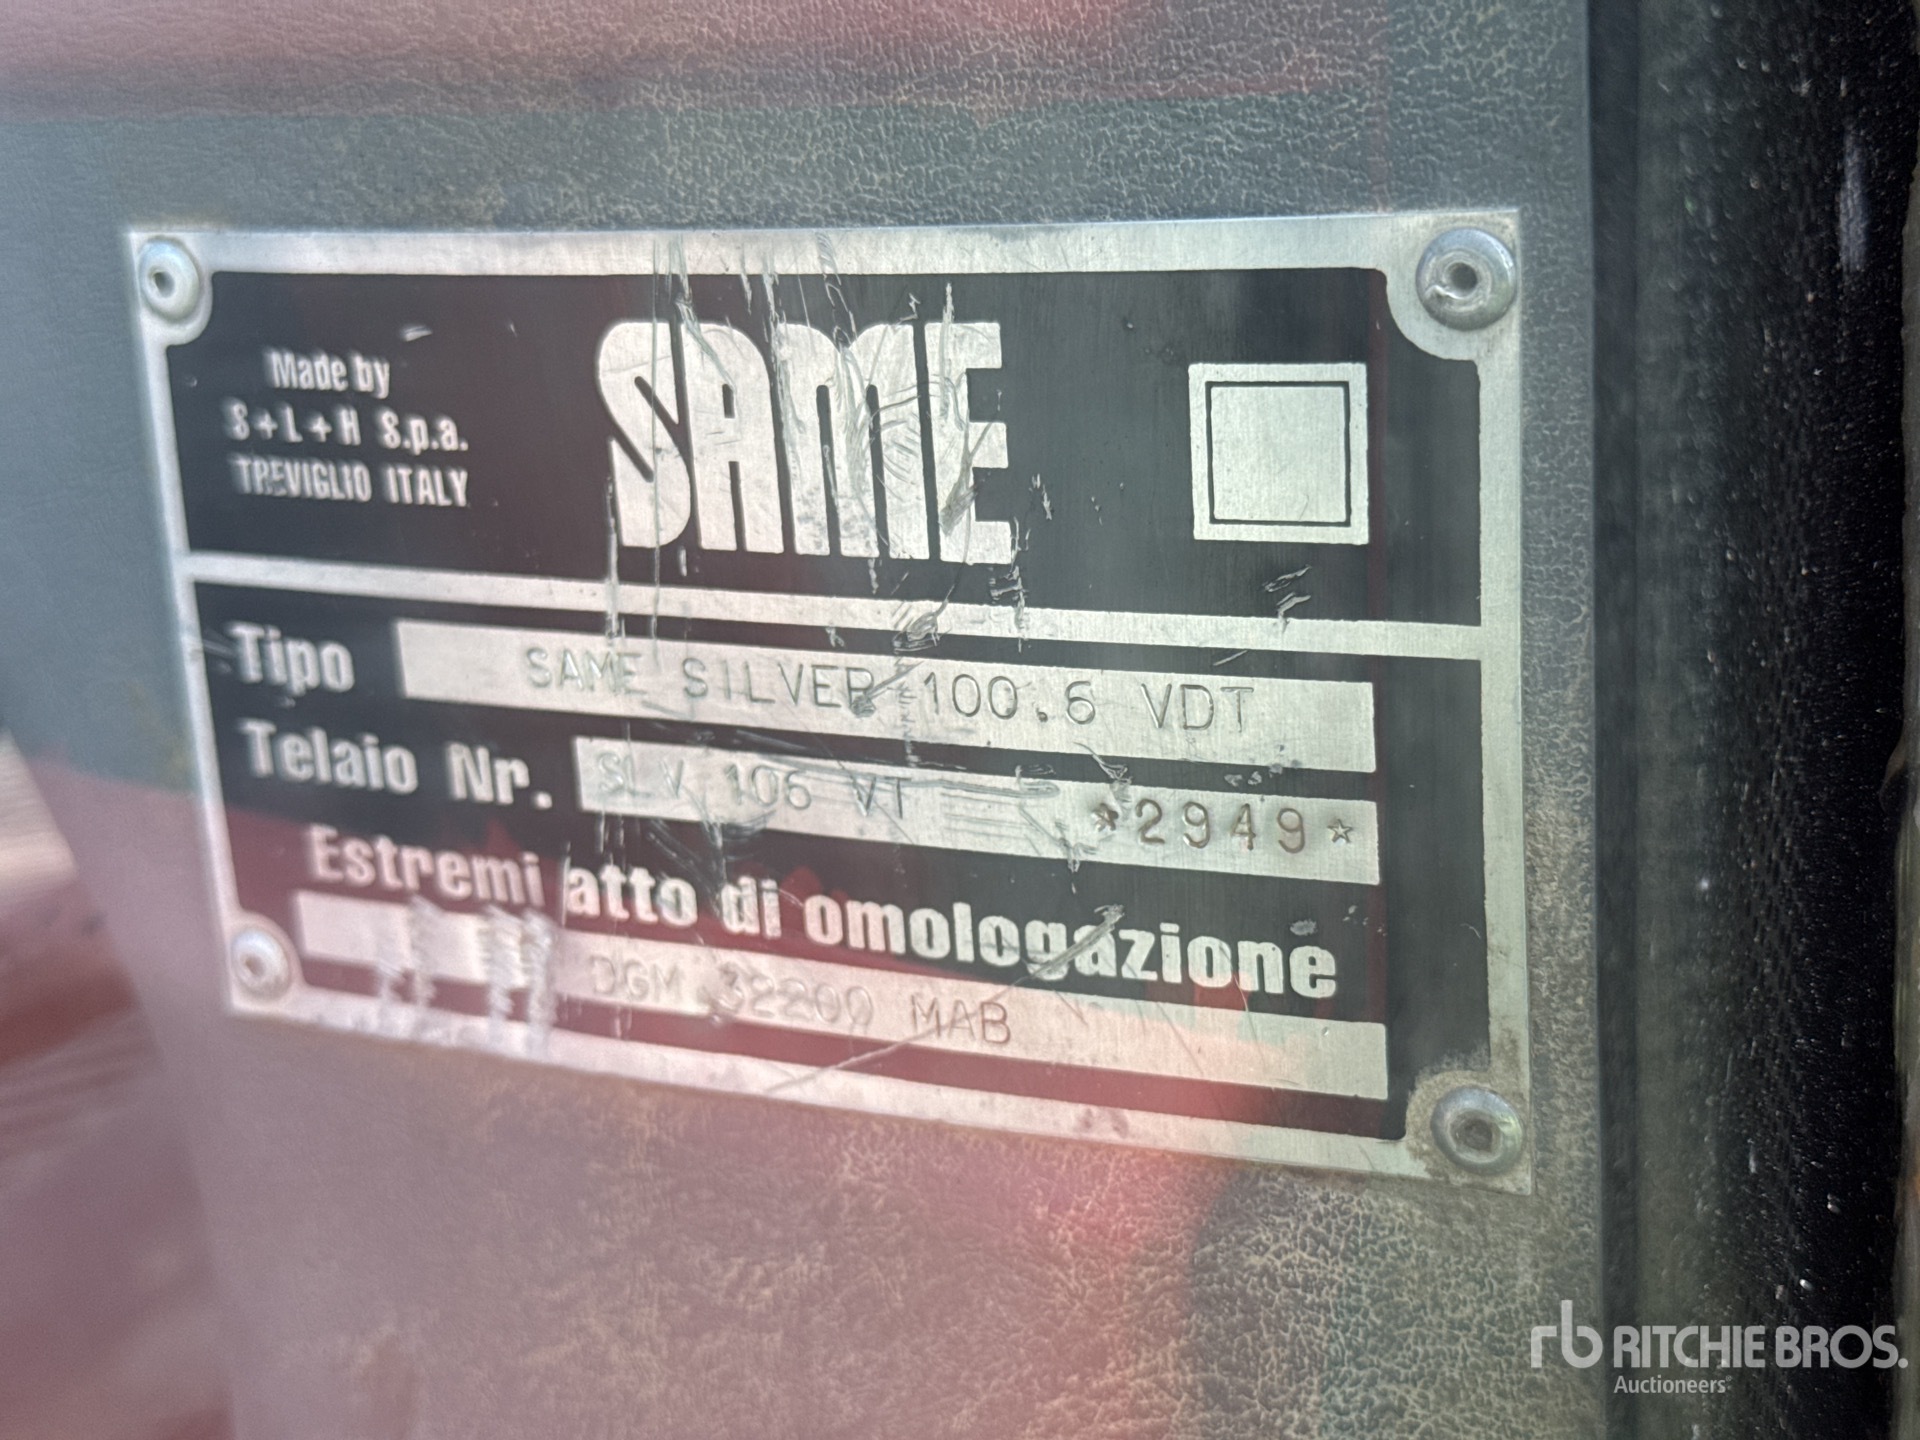 Made by
S+L+H S.p.a.
TREVIGLIO ITALY
SAME
Tipo SAME SILVER 100.6 VDT
Telaio Nr. SLV 106 VT *2949*
Estremi atto di omologazione
DGM 32200 MAB
rb RITCHIE BROS.
Auctioneers